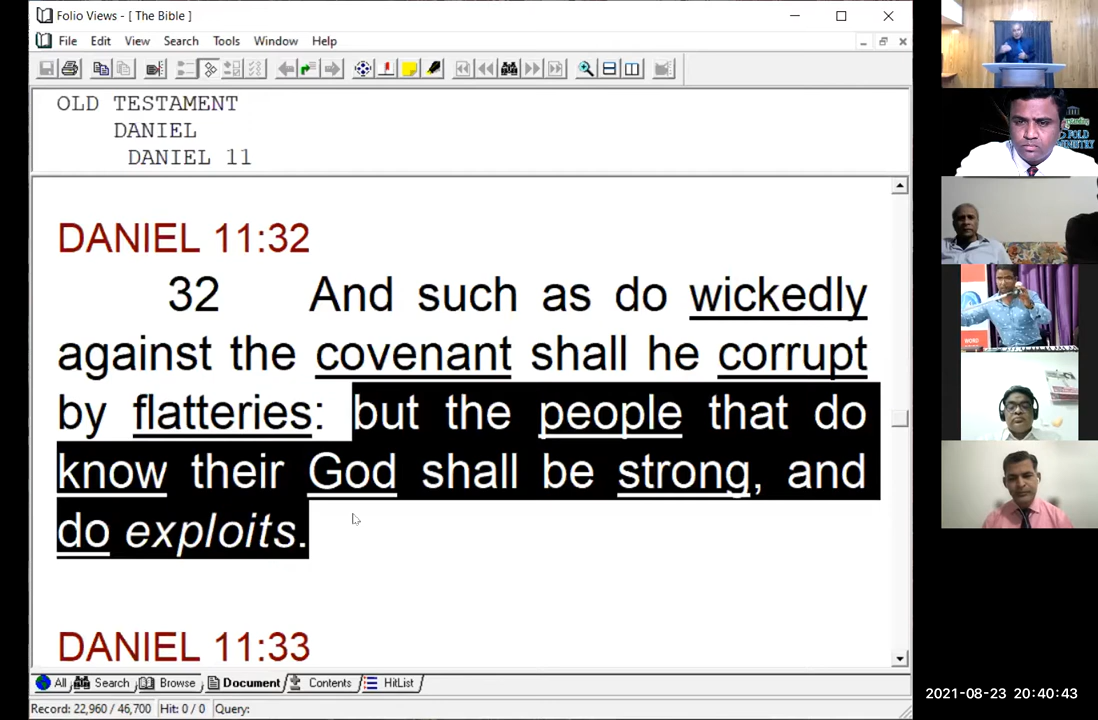 Folio Views - [ The Bible ]
File Edit View Search Tools Window Help
OLD TESTAMENT
DANIEL
DANIEL 11
DANIEL 11:32
32 And such as do wickedly
against the covenant shall he corrupt
by flatteries: but the people that do
know their God shall be strong, and
do exploits.
DANIEL 11:33
All Search Browse Document Contents HitList
Record: 22,960 / 46,700 Hit: 0 / 0 Query:
FOLD
MINISTRY
WORD
2021-08-23 20:40:43